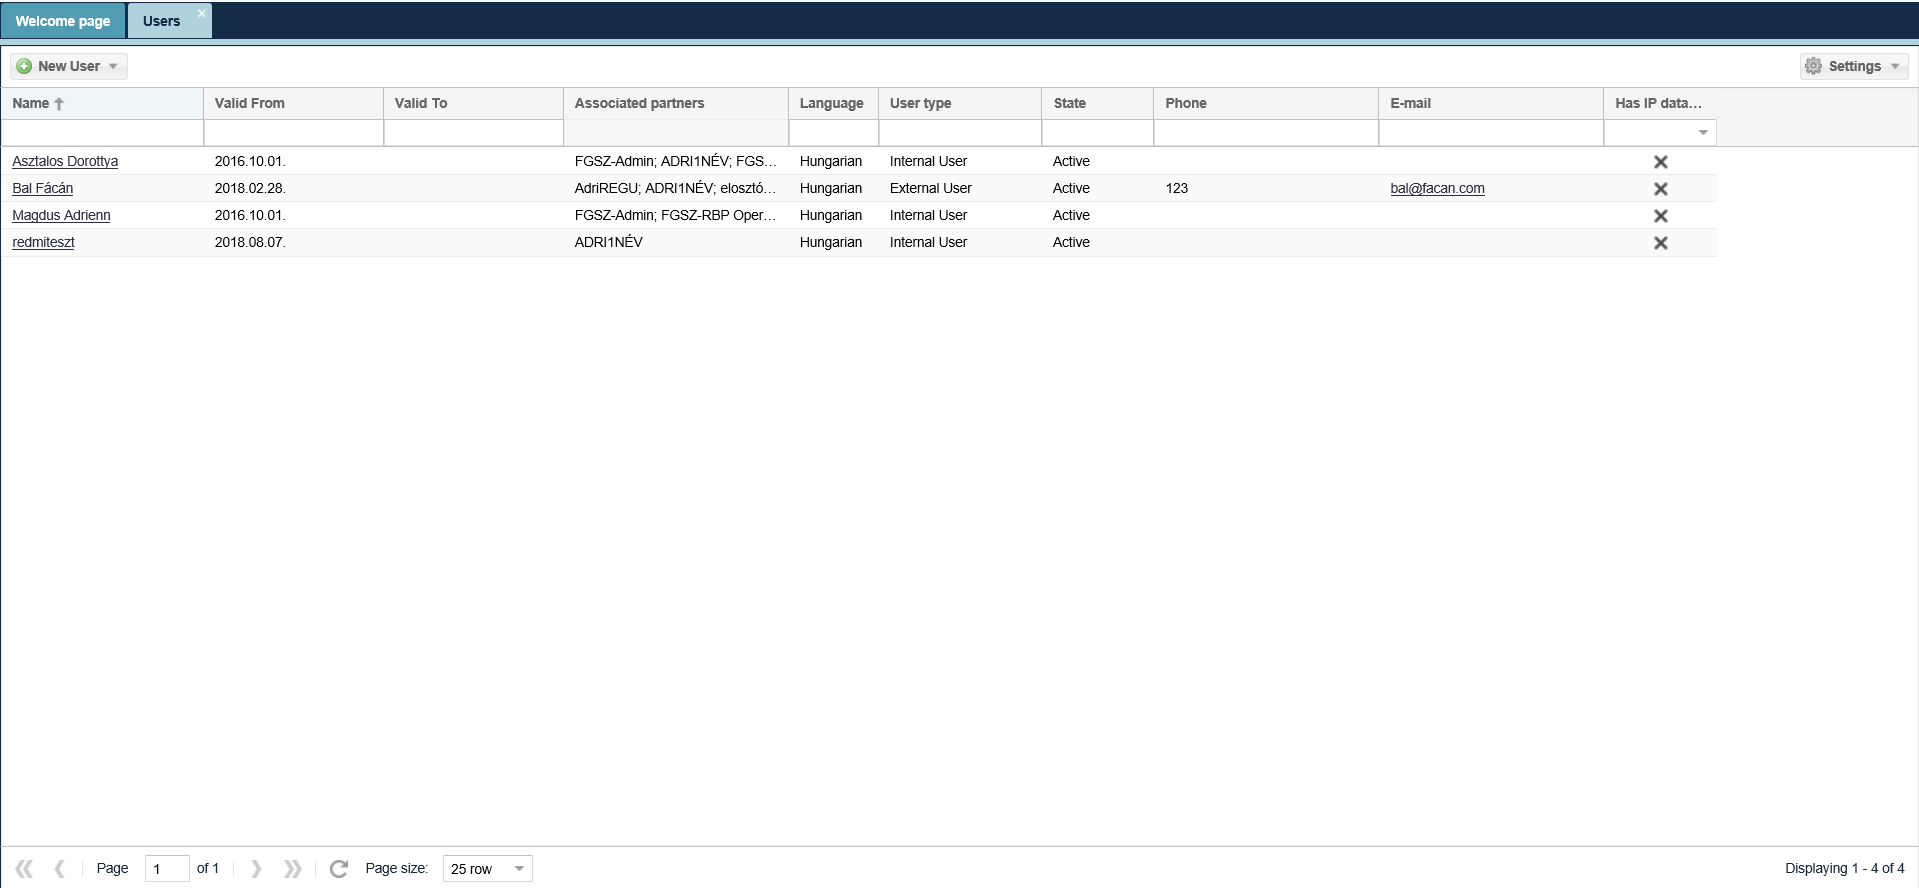 Welcome page Users
New User Settings
Name Valid From Valid To Associated partners Language User type State Phone E-mail Has IP data...
Asztalos Dorottya 2016.10.01. FGSZ-Admin; ADRI1NÉV; FGS... Hungarian Internal User Active
Bal Fácán 2018.02.28. AdriREGU; ADRI1NÉV; elosztó... Hungarian External User Active 123 bal@facan.com
Magdus Adrienn 2016.10.01. FGSZ-Admin; FGSZ-RBP Oper... Hungarian Internal User Active
redmiteszt 2018.08.07. ADRI1NÉV Hungarian Internal User Active
Page 1 of 1 Page size: 25 row Displaying 1 - 4 of 4